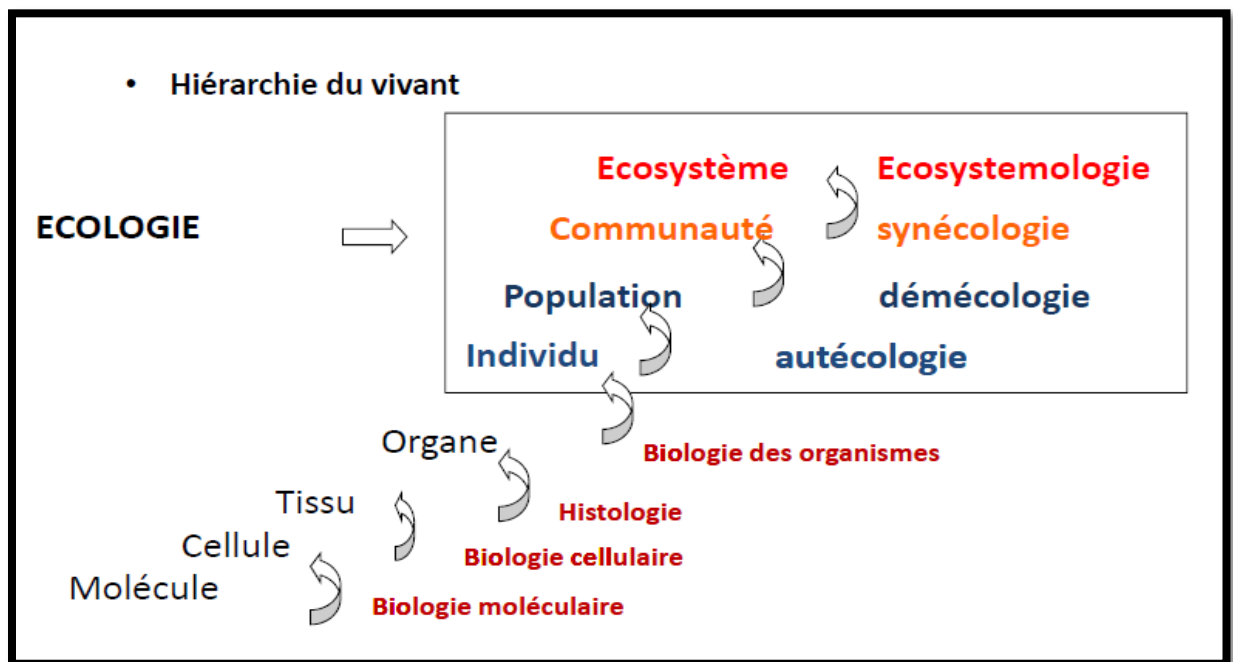 • Hiérarchie du vivant
Ecosystème Ecosystemologie
ECOLOGIE Communauté synécologie
Population démécologie
Individu autécologie
Organe Biologie des organismes
Tissu Histologie
Cellule Biologie cellulaire
Molécule Biologie moléculaire